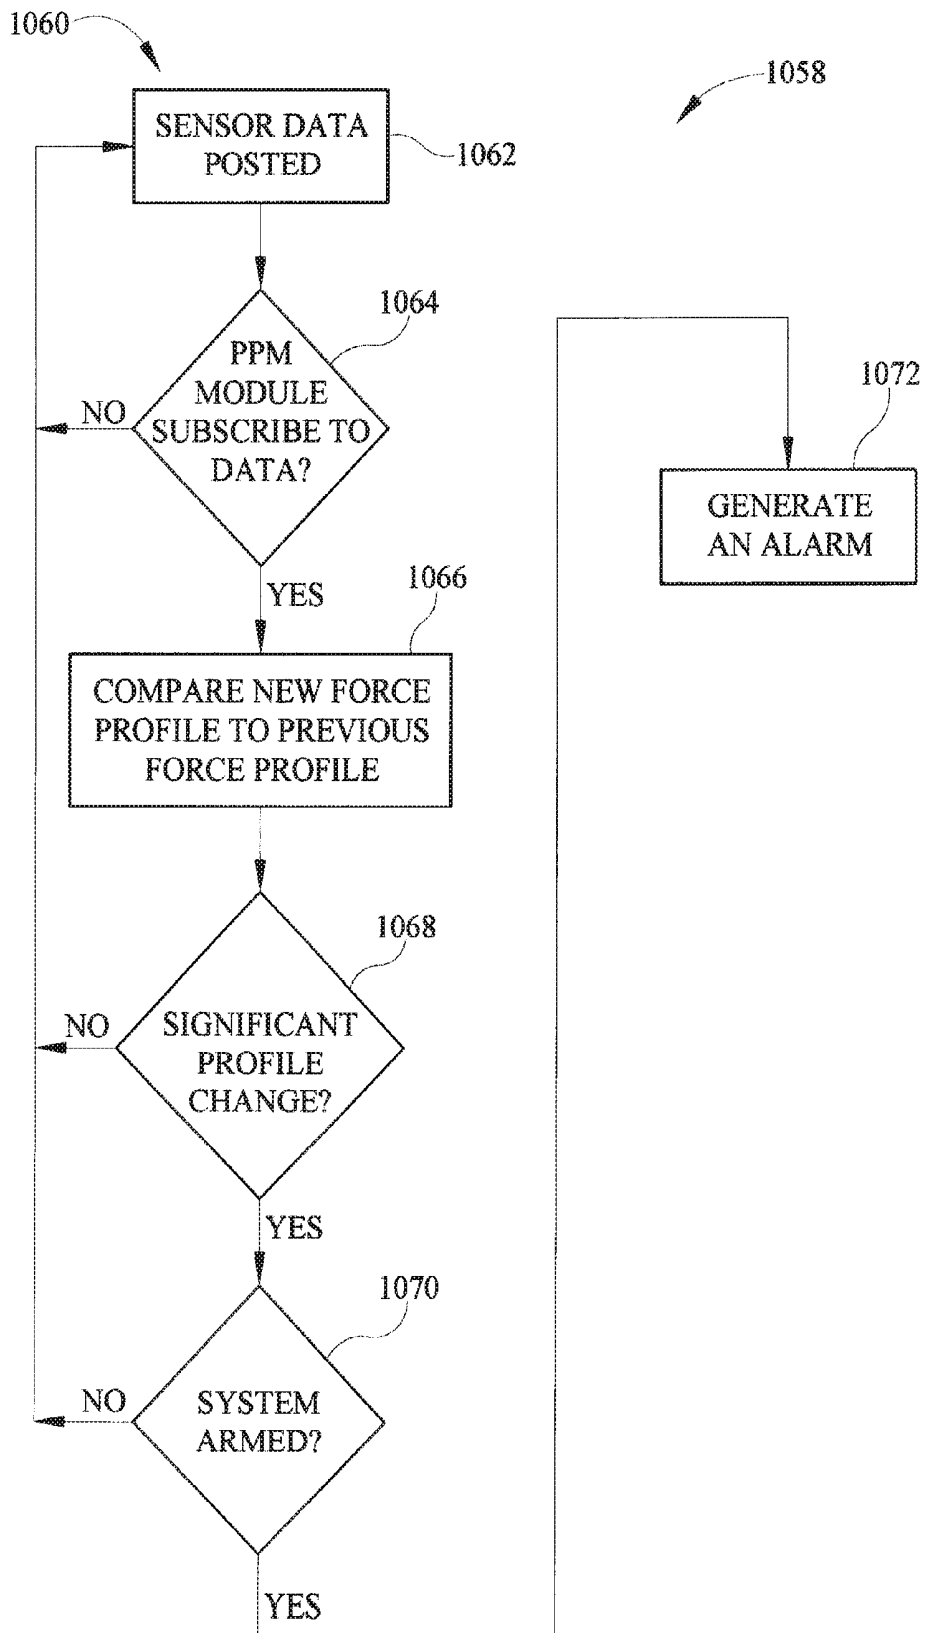 1060
1058
SENSOR DATA
POSTED
1062
1064
PPM
MODULE
SUBSCRIBE TO
DATA?
NO
YES
1066
COMPARE NEW FORCE
PROFILE TO PREVIOUS
FORCE PROFILE
1068
SIGNIFICANT
PROFILE
CHANGE?
NO
YES
1070
SYSTEM
ARMED?
NO
YES
1072
GENERATE
AN ALARM